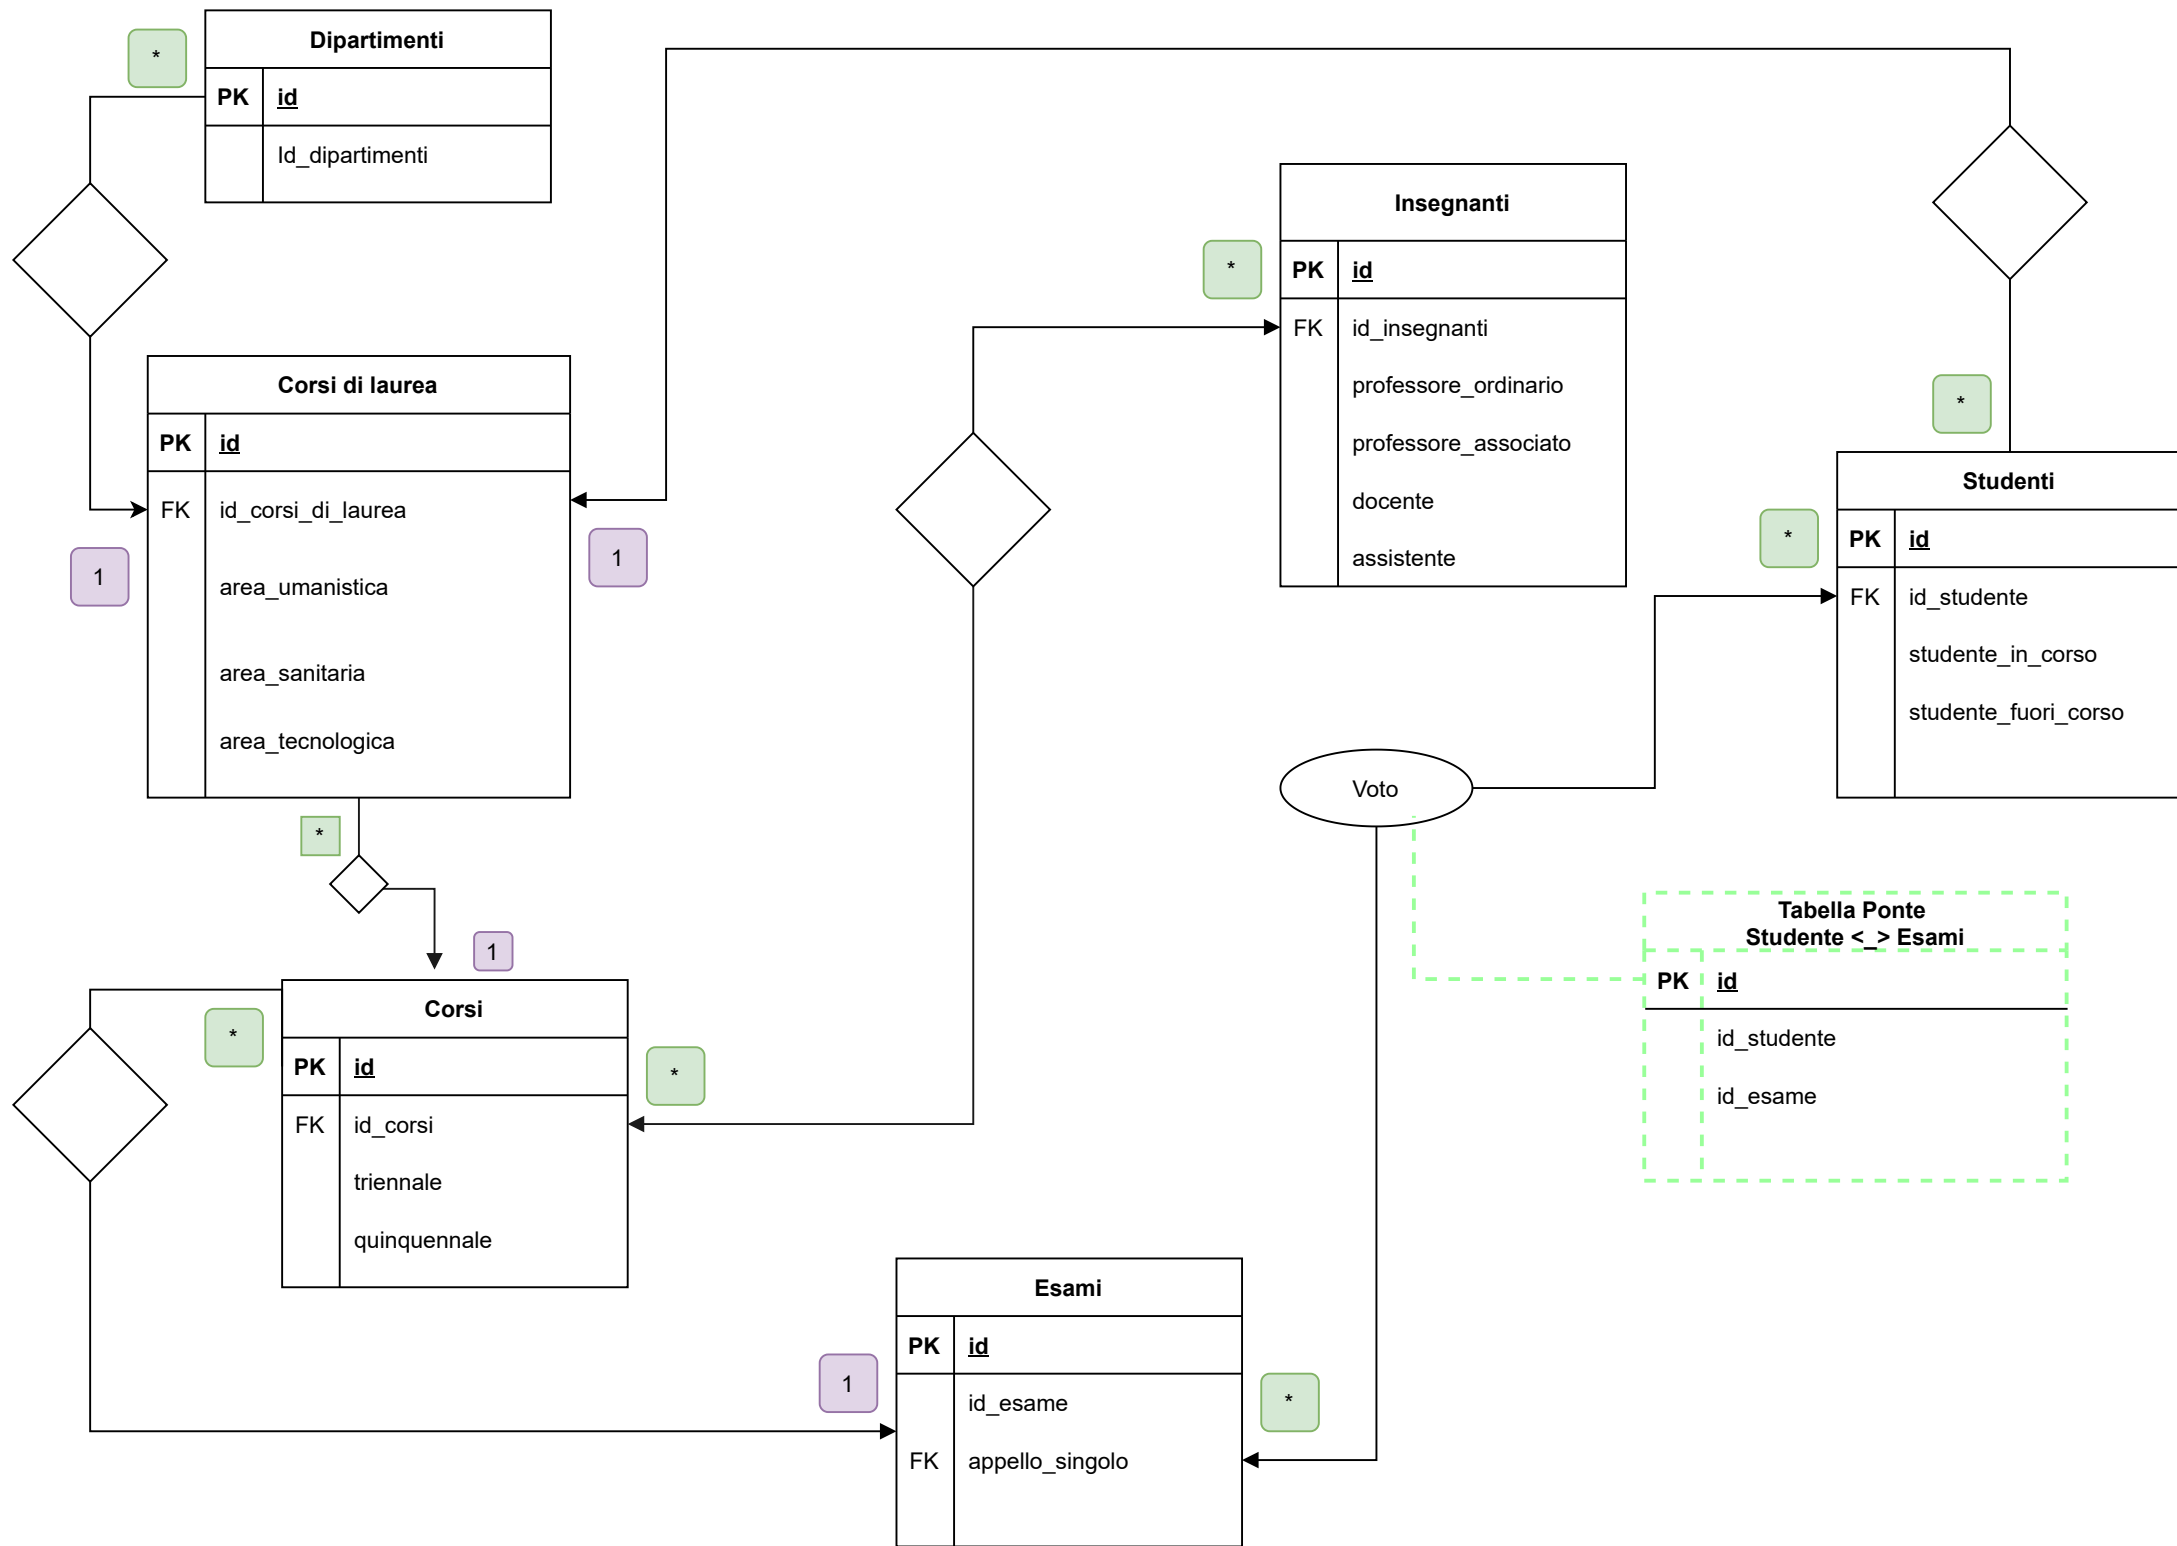 *
Dipartimenti
PK id
Id_dipartimenti
*
Insegnanti
PK id
FK id_insegnanti
professore_ordinario
professore_associato
docente
assistente
1
Corsi di laurea
PK id
FK id_corsi_di_laurea
area_umanistica
area_sanitaria
area_tecnologica
1
*
*
Studenti
PK id
FK id_studente
studente_in_corso
studente_fuori_corso
Voto
*
1
Tabella Ponte
Studente <_> Esami
PK id
id_studente
id_esame
*
Corsi
PK id
FK id_corsi
triennale
quinquennale
*
1
Esami
PK id
id_esame
FK appello_singolo
*